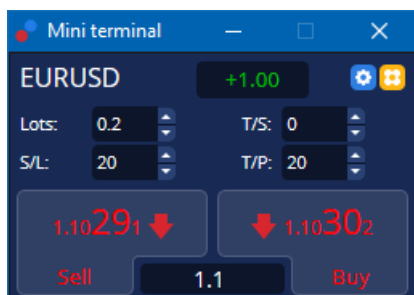 Mini terminal
EURUSD +1.00
Lots: 0.2 T/S: 0
S/L: 20 T/P: 20
1.10291 1.10302
Sell 1.1 Buy